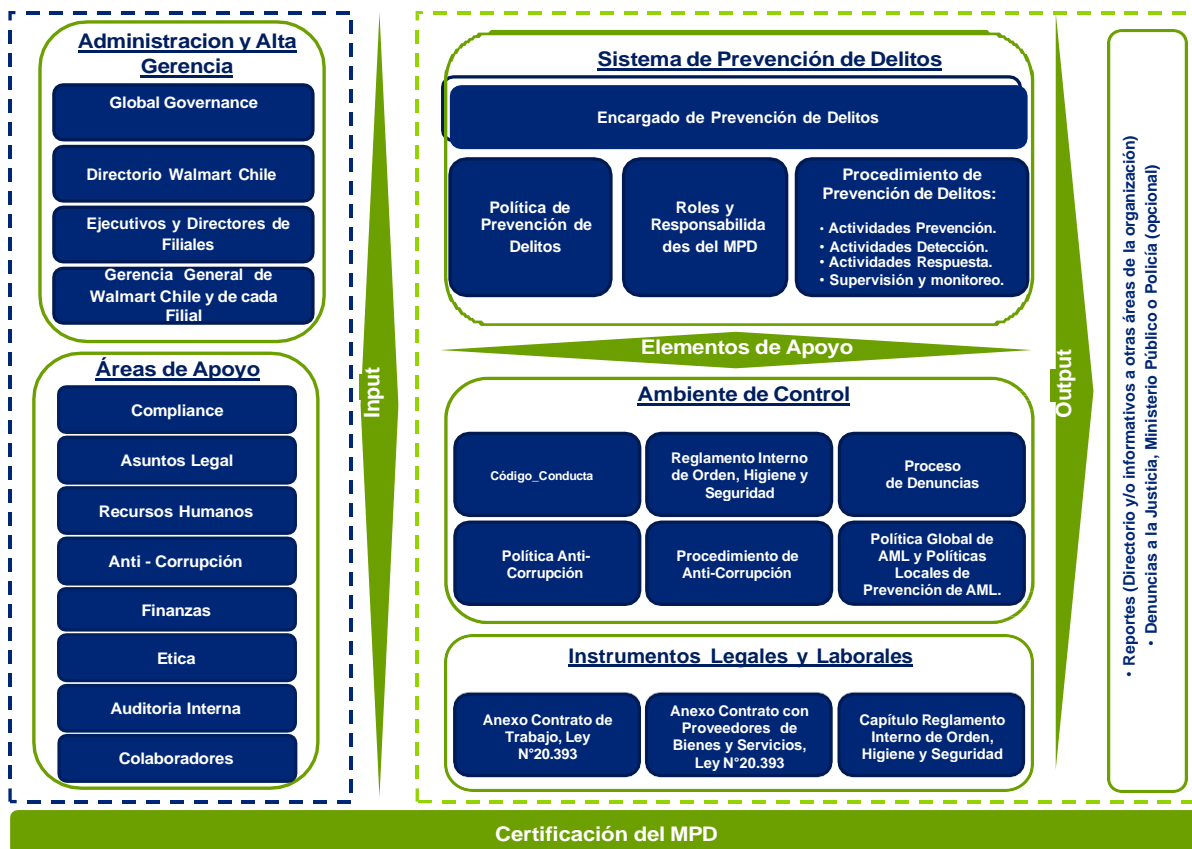 Administracion y Alta
Gerencia
Global Governance
Directorio Walmart Chile
Ejecutivos y Directores de
Filiales
Gerencia General de
Walmart Chile y de cada
Filial
Áreas de Apoyo
Compliance
Asuntos Legal
Recursos Humanos
Anti - Corrupción
Finanzas
Etica
Auditoria Interna
Colaboradores
Input
Sistema de Prevención de Delitos
Encargado de Prevención de Delitos
Política de
Prevención de
Delitos
Roles y
Responsabilida
des del MPD
Procedimiento de
Prevención de Delitos:
• Actividades Prevención.
• Actividades Detección.
• Actividades Respuesta.
• Supervisión y monitoreo.
Elementos de Apoyo
Ambiente de Control
Código_Conducta
Reglamento Interno
de Orden, Higiene y
Seguridad
Proceso
de Denuncias
Política Anti-
Corrupción
Procedimiento de
Anti-Corrupción
Política Global de
AML y Políticas
Locales de
Prevención de AML.
Instrumentos Legales y Laborales
Anexo Contrato de
Trabajo, Ley
N°20.393
Anexo Contrato con
Proveedores de
Bienes y Servicios,
Ley N°20.393
Capítulo Reglamento
Interno de Orden,
Higiene y Seguridad
Output
• Reportes (Directorio y/o informativos a otras áreas de la organización)
• Denuncias a la Justicia, Ministerio Público o Policía (opcional)
Certificación del MPD